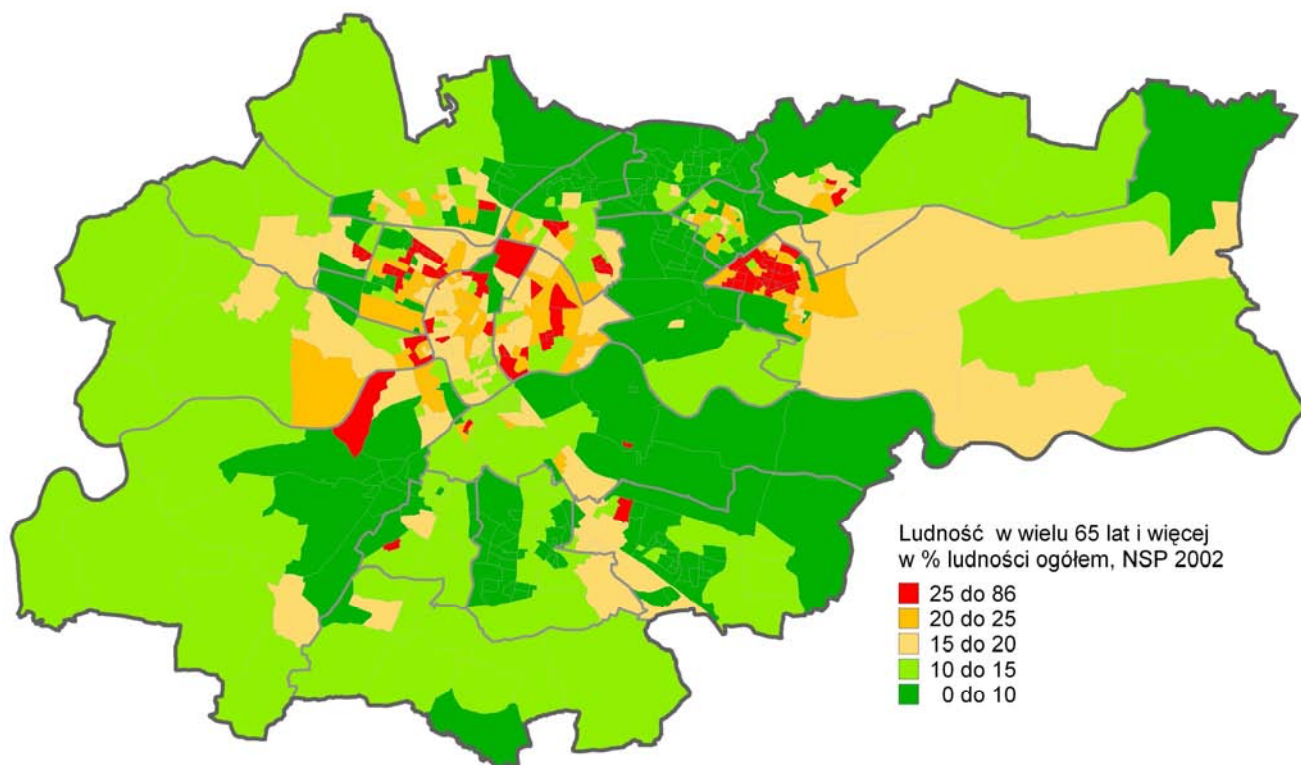 Ludność w wielu 65 lat i więcej
w % ludności ogółem, NSP 2002
25 do 86
20 do 25
15 do 20
10 do 15
0 do 10